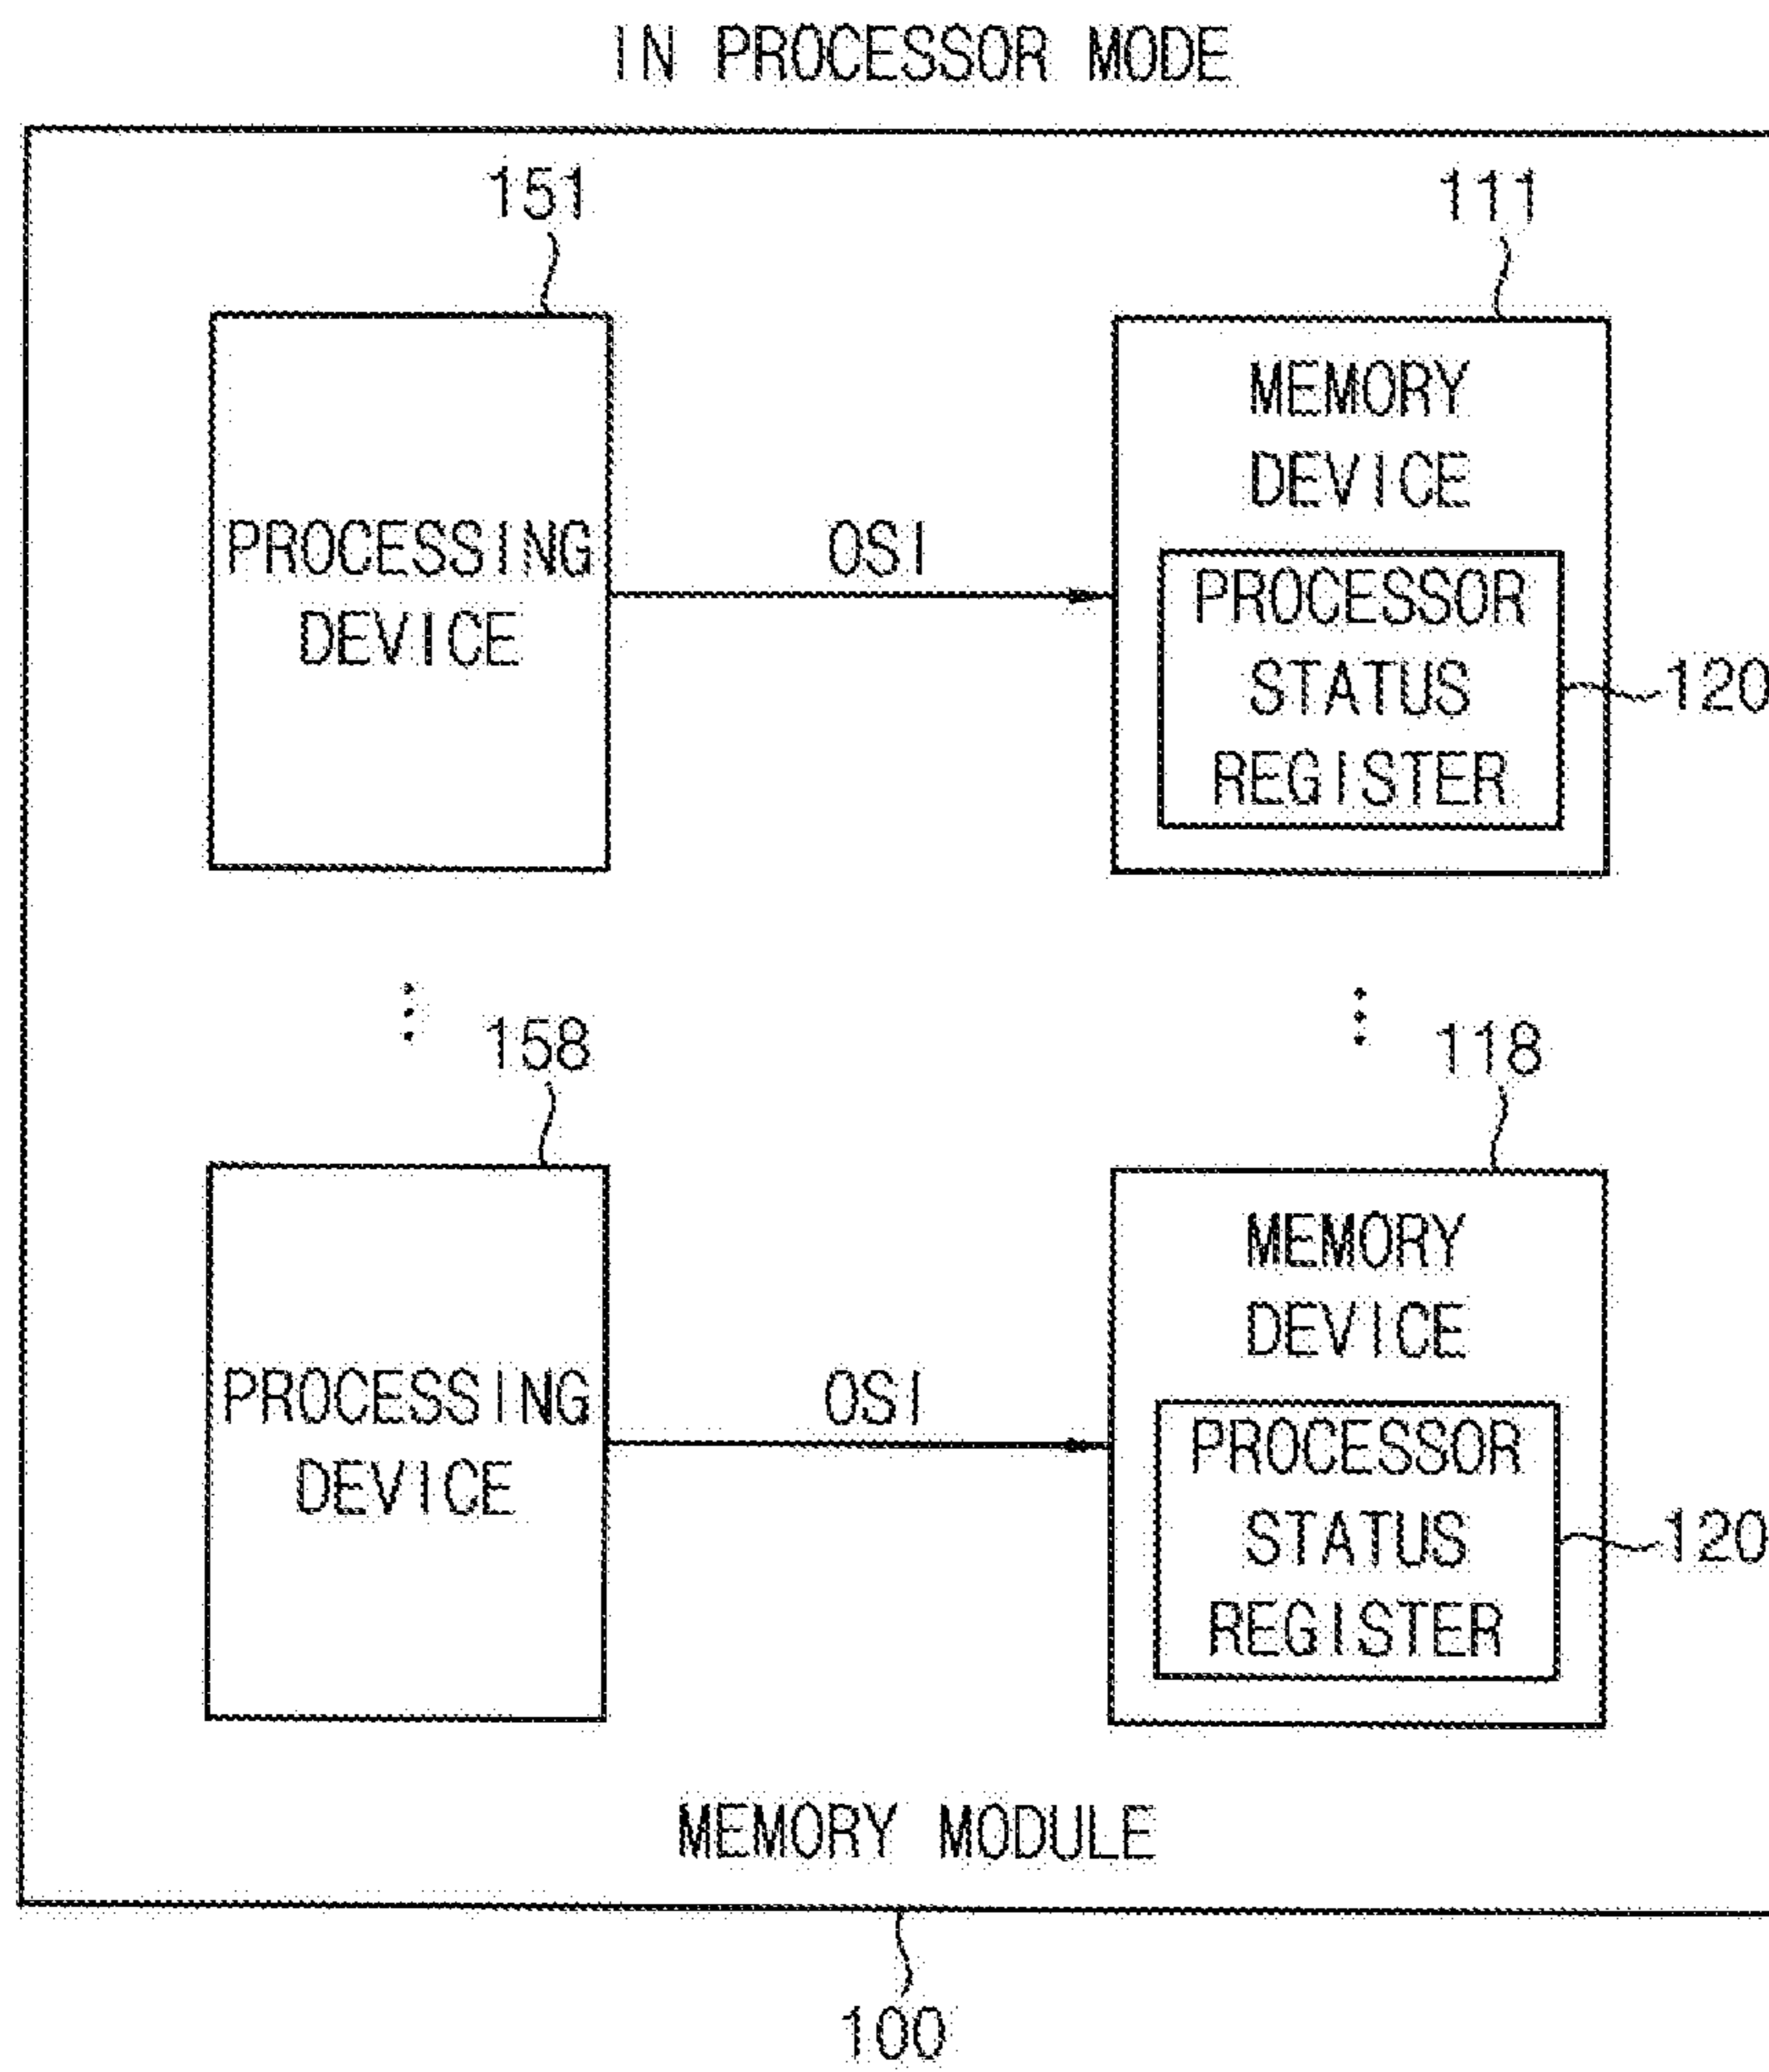 IN PROCESSOR MODE
151
111
PROCESSING
DEVICE
OSI
MEMORY
DEVICE
PROCESSOR
STATUS
REGISTER
120
158
118
PROCESSING
DEVICE
OSI
MEMORY
DEVICE
PROCESSOR
STATUS
REGISTER
120
MEMORY MODULE
100